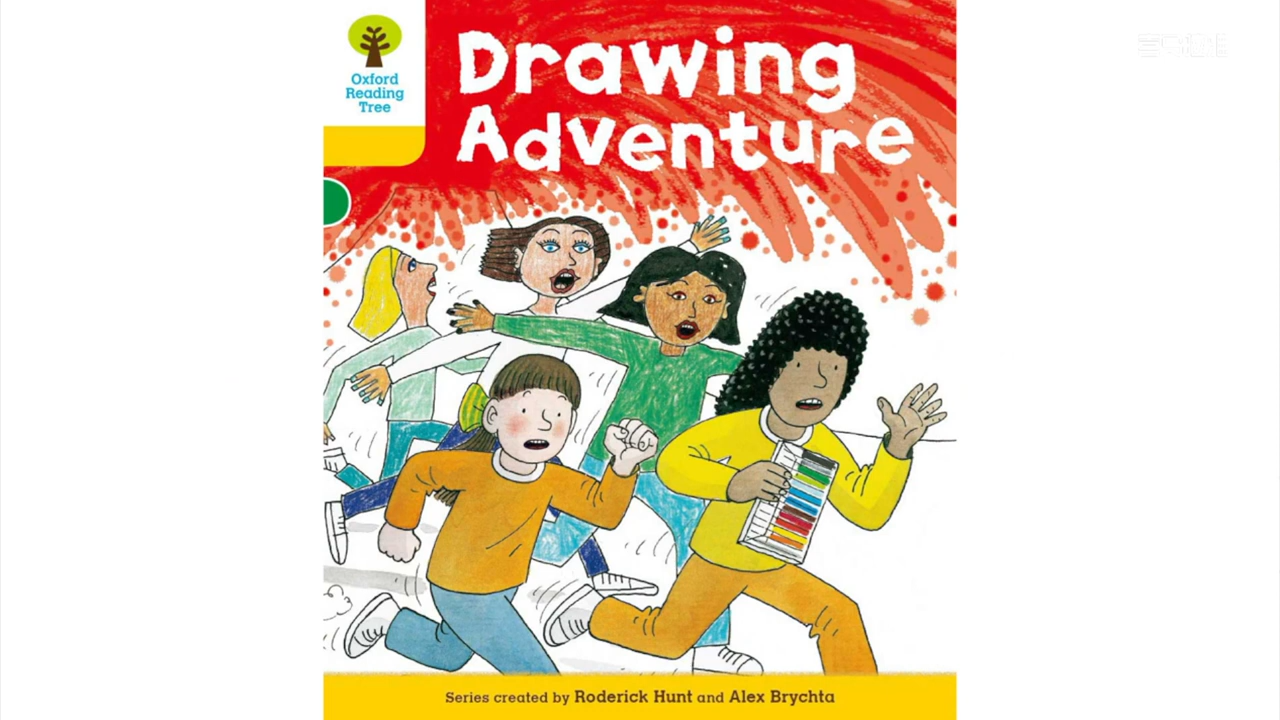 Oxford
Reading
Tree
Drawing
Adventure
Series created by Roderick Hunt and Alex Brychta